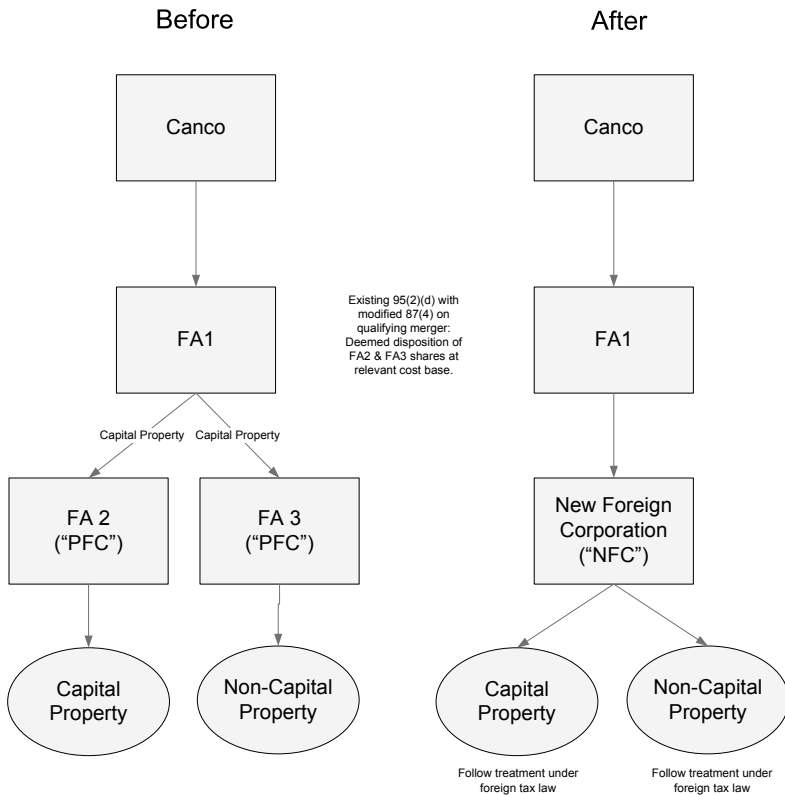 Before
After
Canco
Canco
Existing 95(2)(d) with
modified 87(4) on
qualifying merger:
Deemed disposition of
FA2 & FA3 shares at
relevant cost base.
FA1
FA1
Capital Property
Capital Property
FA 2
(“PFC”)
FA 3
(“PFC”)
New Foreign
Corporation
(“NFC”)
Capital
Property
Non-Capital
Property
Capital
Property
Non-Capital
Property
Follow treatment under
foreign tax law
Follow treatment under
foreign tax law